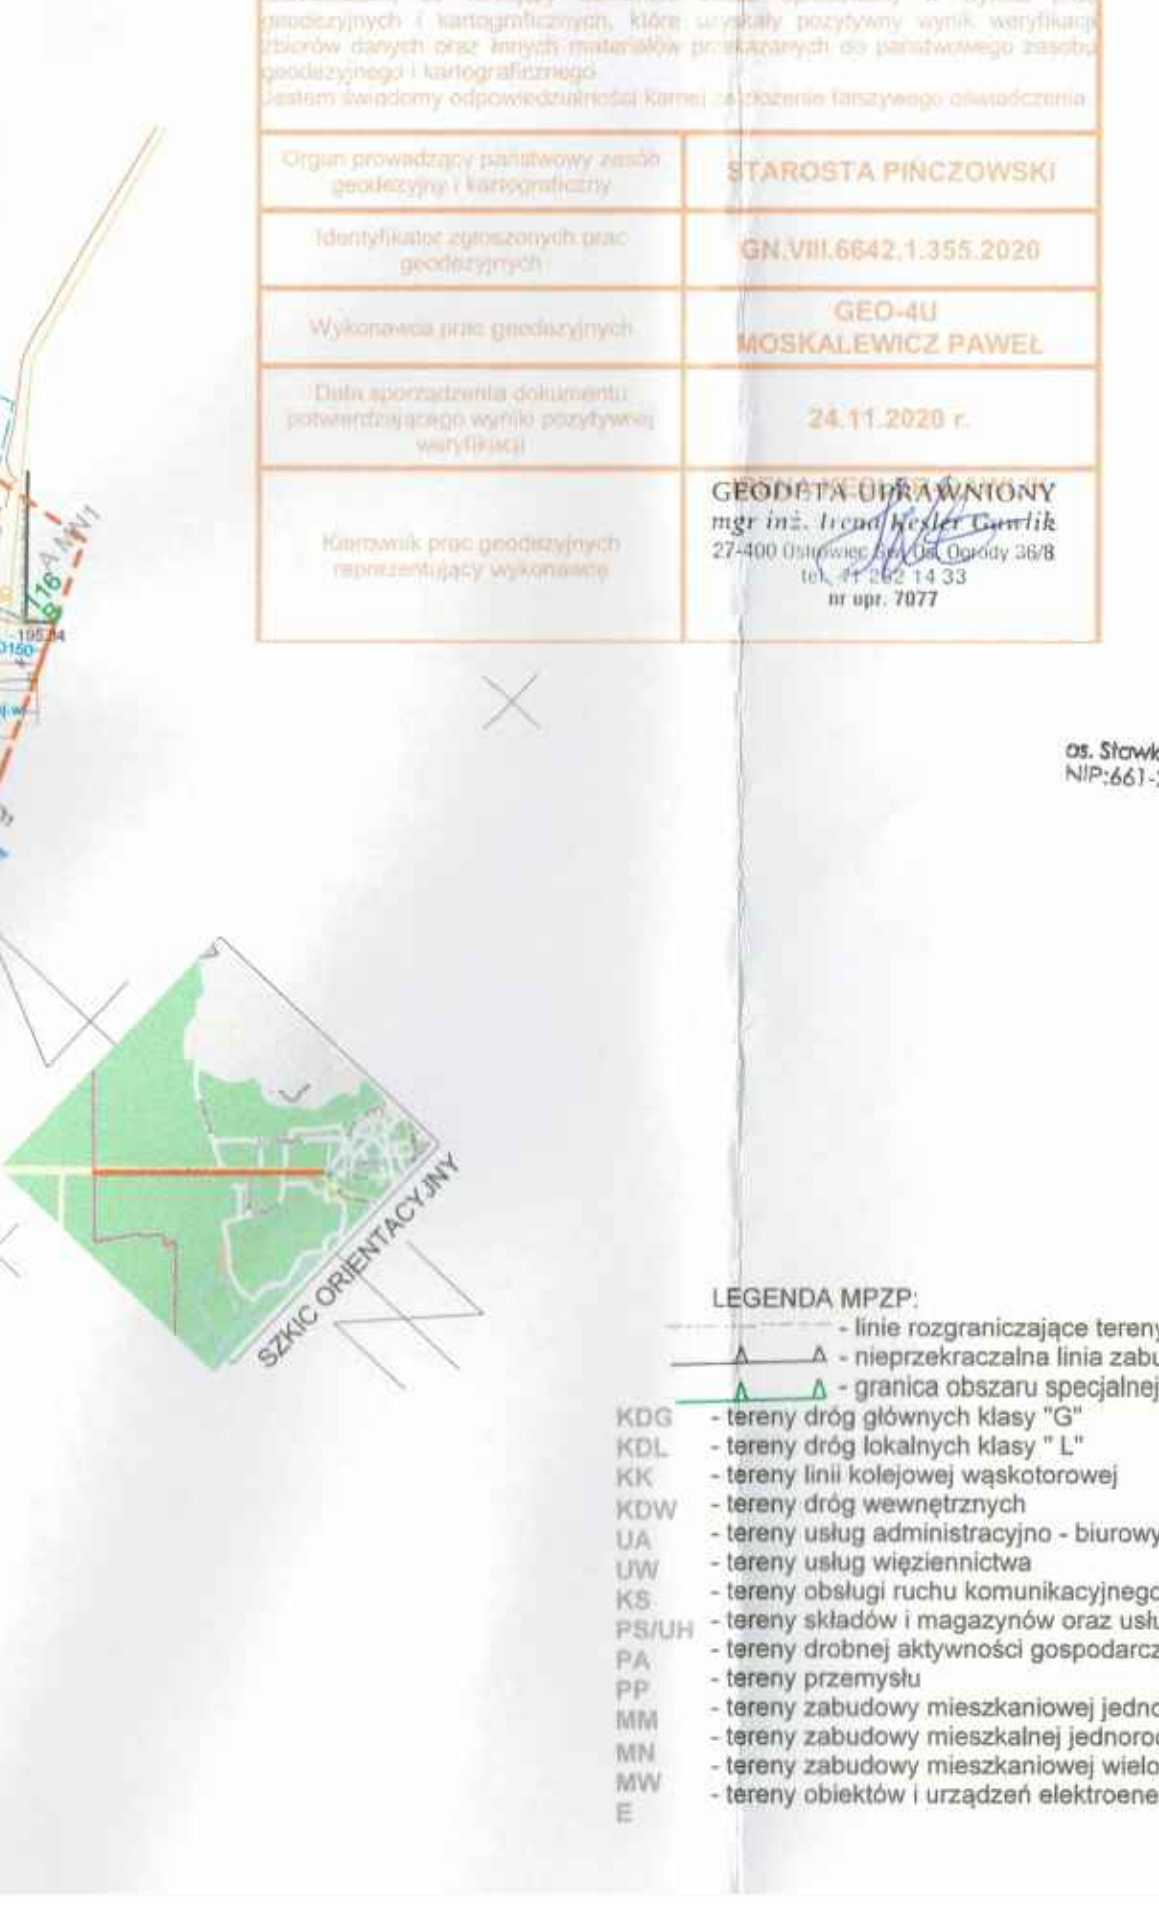 geodezyjnych i kartograficznych, które uzyskały pozytywny wynik weryfikacji
zbiorów danych oraz innych materiałów przekazanych do państwowego zasobu
geodezyjnego i kartograficznego
Jestem świadomy odpowiedzialności karnej za złożenie fałszywego oświadczenia.
Organ prowadzący państwowy zasób
geodezyjny i kartograficzny
STAROSTA PIŃCZOWSKI
Identyfikator zgłoszonych prac
geodezyjnych
GN.VIII.6642.1.355.2020
Wykonawca prac geodezyjnych
GEO-4U
MOSKALEWICZ PAWEŁ
Data sporządzenia dokumentu
potwierdzającego wyniki pozytywnej
weryfikacji
24.11.2020 r.
Kierownik prac geodezyjnych
reprezentujący wykonawcę
GEODETA UPRAWNIONY
mgr inż. Irena Kesler Gawlik
27-400 Ostrowiec Św. Os. Ogrody 36/8
tel. 41 262 14 33
nr upr. 7077
os. Stawk
NIP:661-
SZKIC ORIENTACYJNY
LEGENDA MPZP:
- linie rozgraniczające tereny
- nieprzekraczalna linia zabu
- granica obszaru specjalnej
KDG - tereny dróg głównych klasy "G"
KDL - tereny dróg lokalnych klasy " L"
KK - tereny linii kolejowej wąskotorowej
KDW - tereny dróg wewnętrznych
UA - tereny usług administracyjno - biurowy
UW - tereny usług więziennictwa
KS - tereny obsługi ruchu komunikacyjnego
PS/UH - tereny składów i magazynów oraz usłu
PA - tereny drobnej aktywności gospodarcz
PP - tereny przemysłu
MM - tereny zabudowy mieszkaniowej jedno
MN - tereny zabudowy mieszkalnej jednorod
MW - tereny zabudowy mieszkaniowej wielo
E - tereny obiektów i urządzeń elektroene